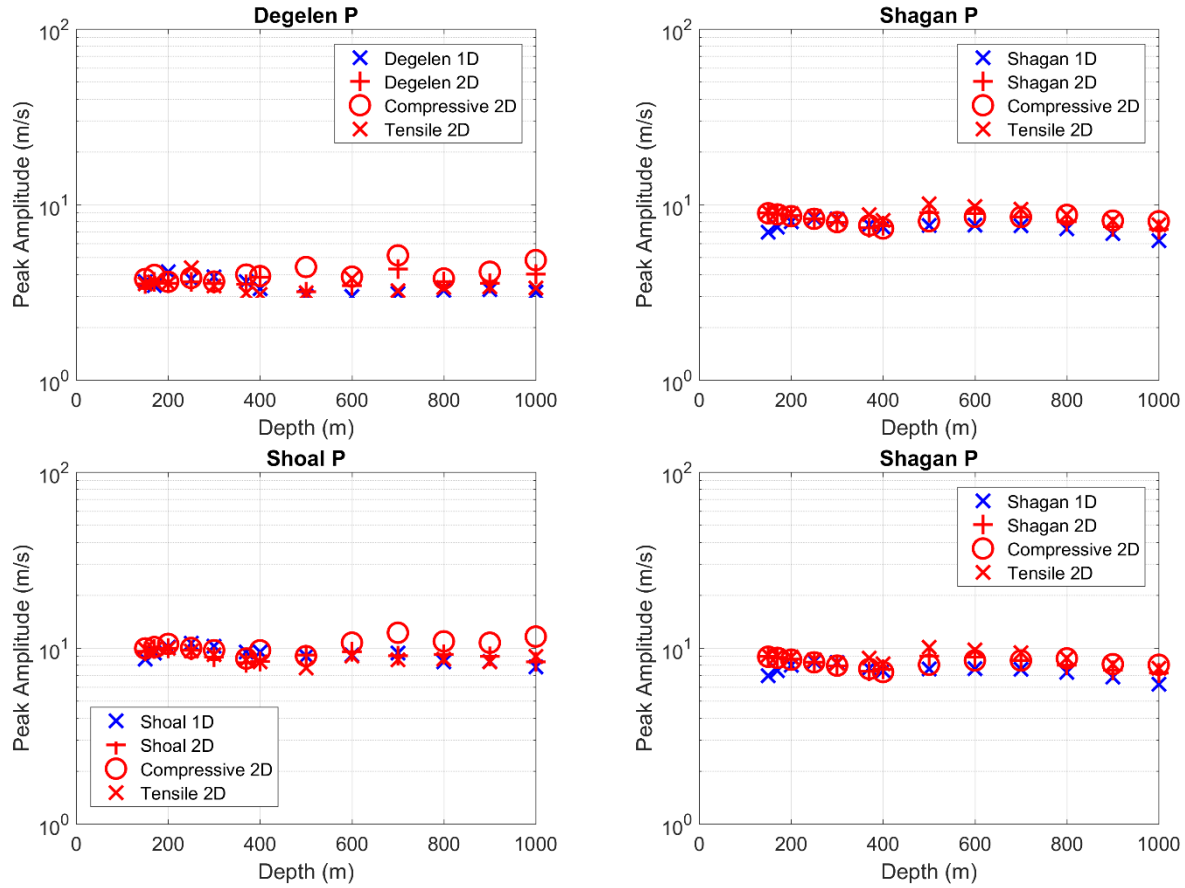 Degelen P
10^2
10^1
10^0
Peak Amplitude (m/s)
Degelen 1D
Degelen 2D
Compressive 2D
Tensile 2D
0 200 400 600 800 1000
Depth (m)
Shagan P
10^2
10^1
10^0
Peak Amplitude (m/s)
Shagan 1D
Shagan 2D
Compressive 2D
Tensile 2D
0 200 400 600 800 1000
Depth (m)
Shoal P
10^2
10^1
10^0
Peak Amplitude (m/s)
Shoal 1D
Shoal 2D
Compressive 2D
Tensile 2D
0 200 400 600 800 1000
Depth (m)
Shagan P
10^2
10^1
10^0
Peak Amplitude (m/s)
Shagan 1D
Shagan 2D
Compressive 2D
Tensile 2D
0 200 400 600 800 1000
Depth (m)